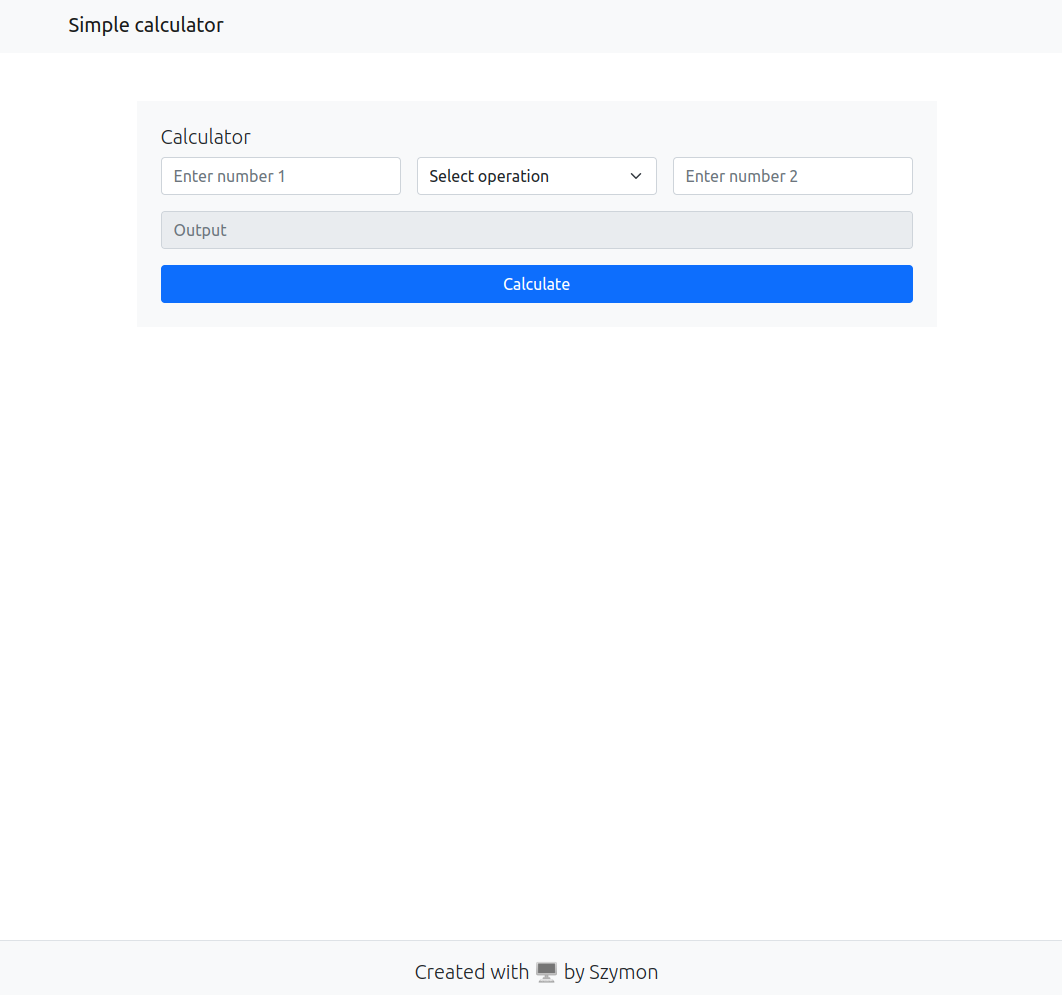 Simple calculator
Calculator
Enter number 1 Select operation Enter number 2
Output
Calculate
Created with 🖥️ by Szymon